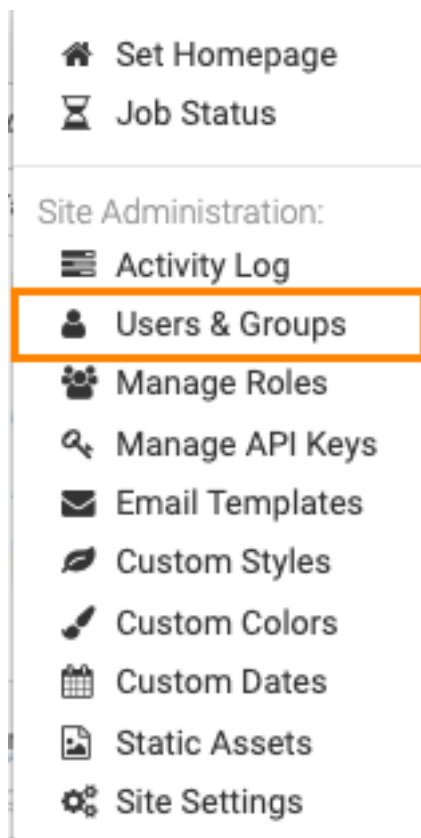 Set Homepage
Job Status
Site Administration:
Activity Log
Users & Groups
Manage Roles
Manage API Keys
Email Templates
Custom Styles
Custom Colors
Custom Dates
Static Assets
Site Settings